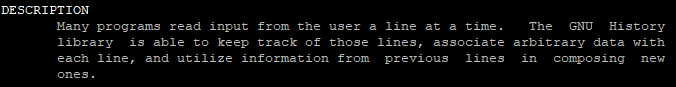 DESCRIPTION
Many programs read input from the user a line at a time. The GNU History
library is able to keep track of those lines, associate arbitrary data with
each line, and utilize information from previous lines in composing new
ones.